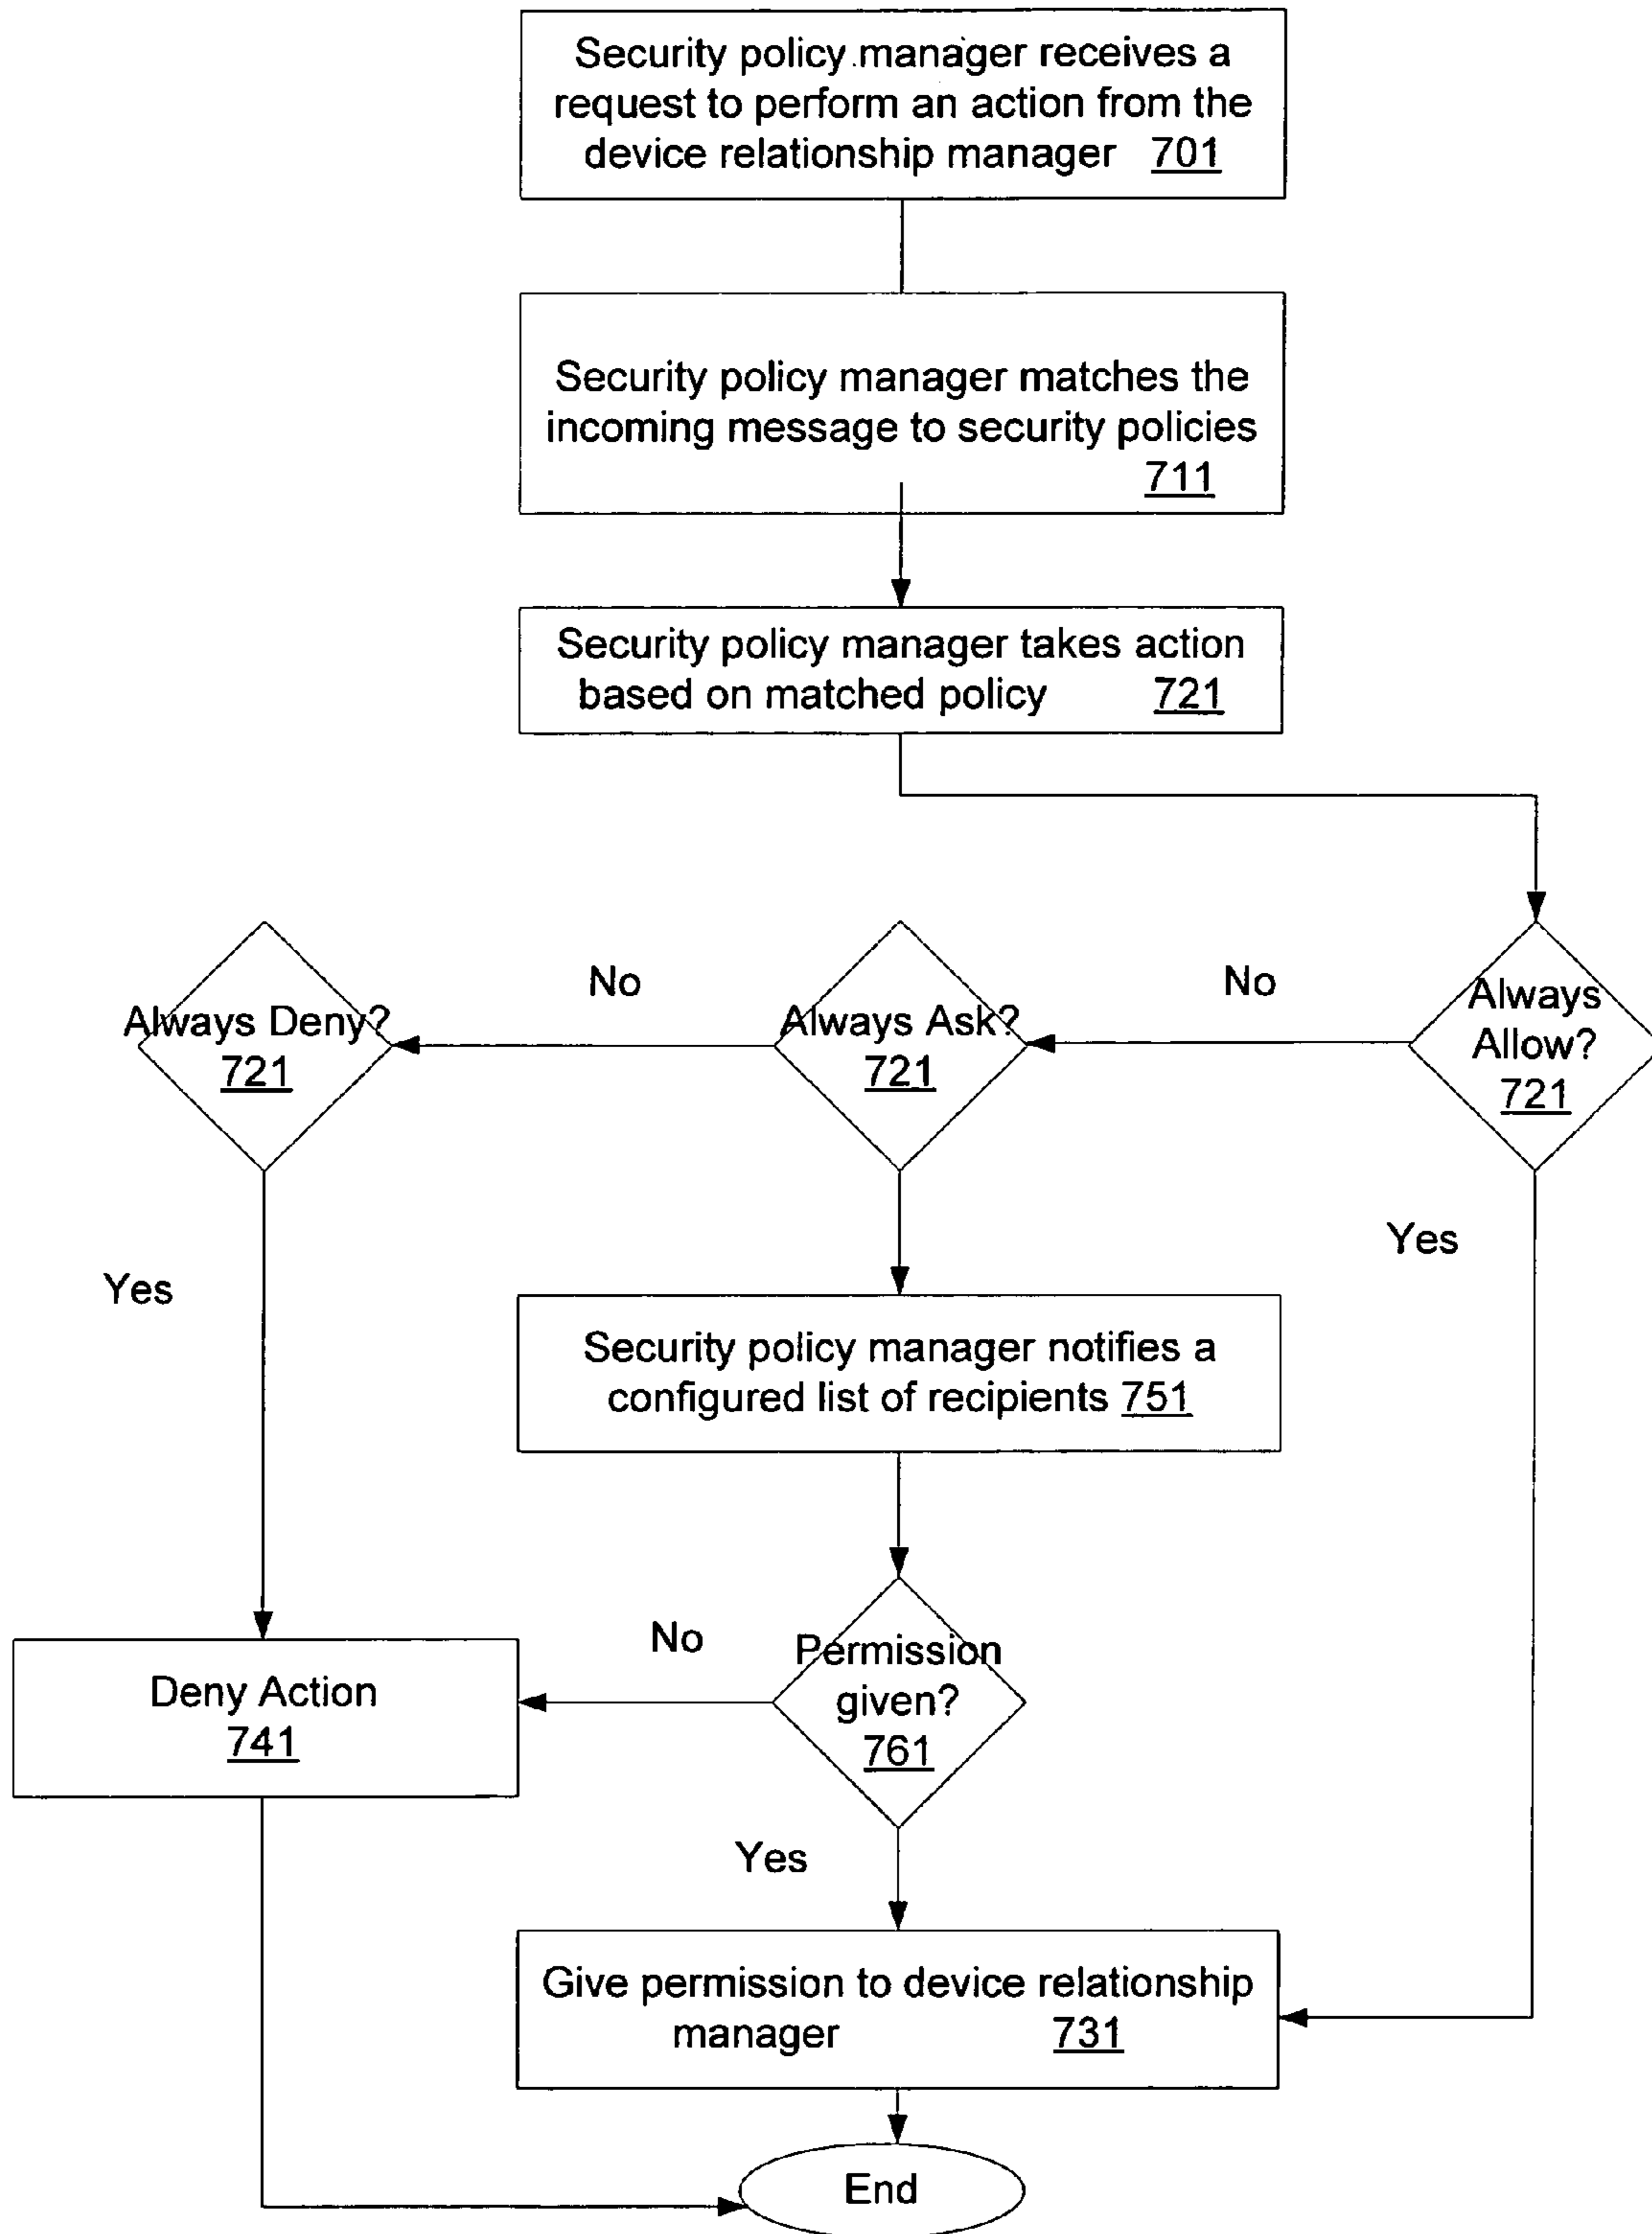 Security policy manager receives a
request to perform an action from the
device relationship manager 701
Security policy manager matches the
incoming message to security policies
711
Security policy manager takes action
based on matched policy 721
Always Deny?
721
No
Always Ask?
721
No
Always
Allow?
721
Yes
Yes
Security policy manager notifies a
configured list of recipients 751
Deny Action
741
No
Permission
given?
761
Yes
Give permission to device relationship
manager 731
End